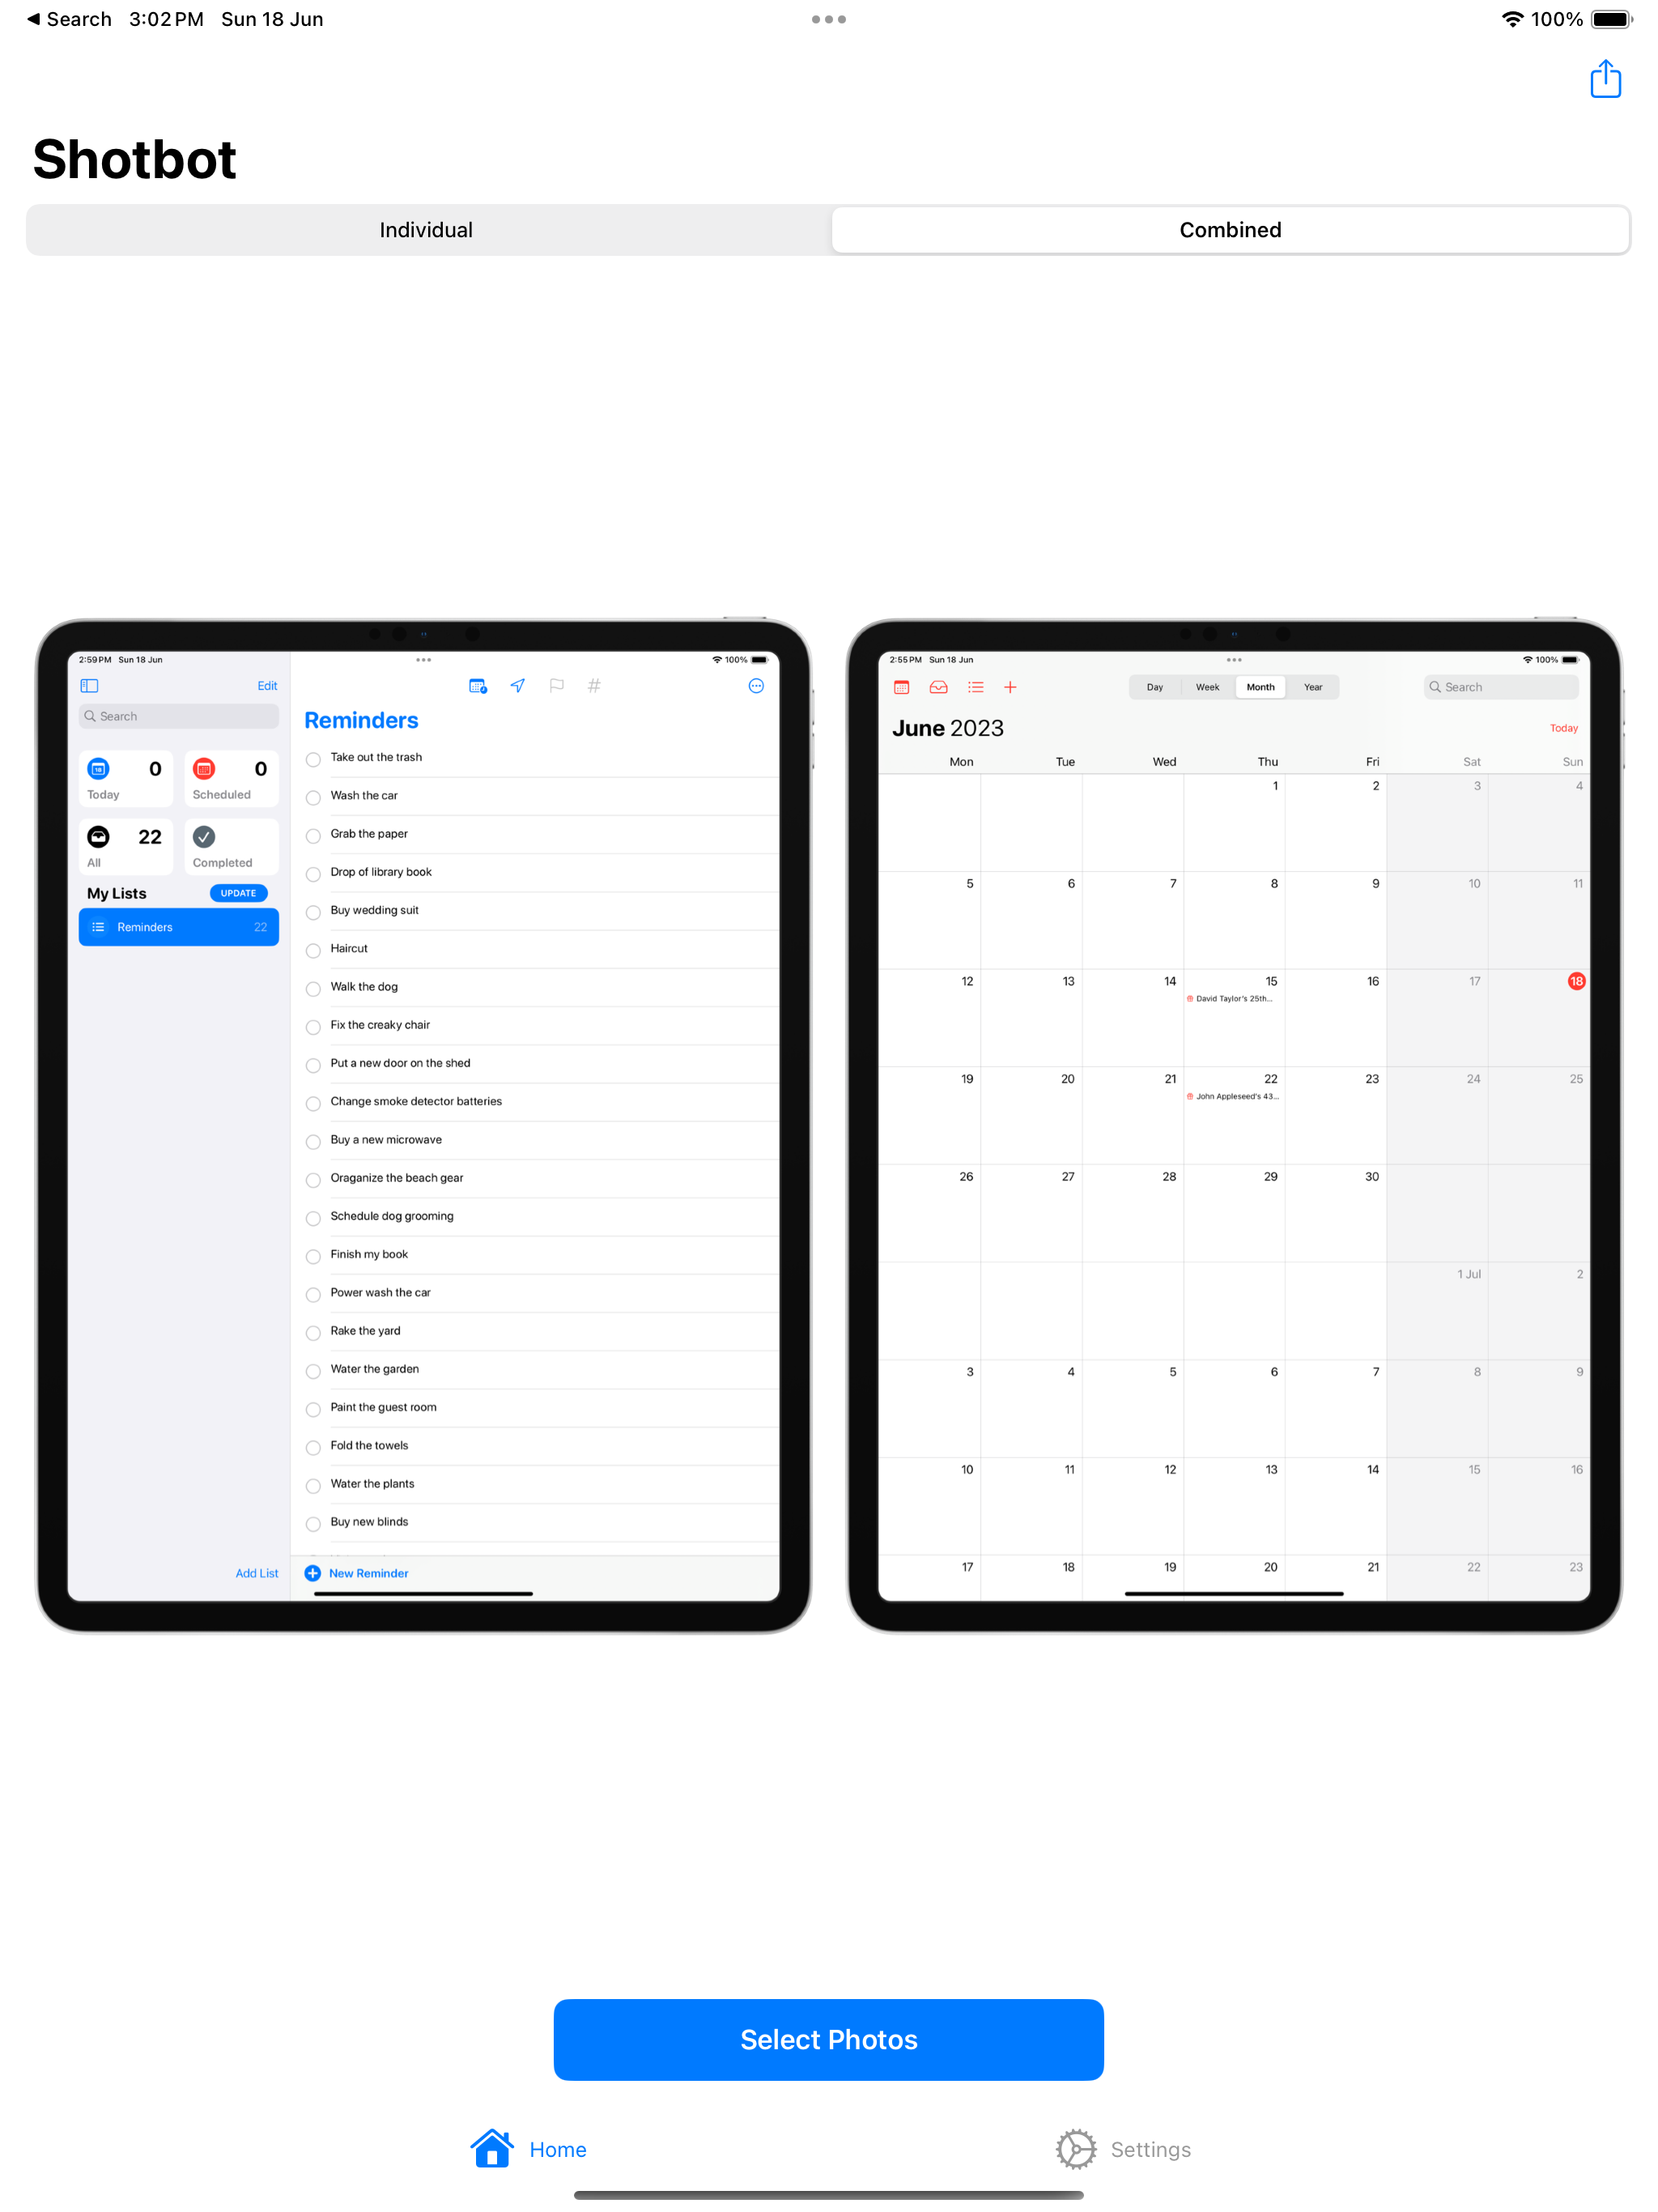 Search 3:02 PM Sun 18 Jun 100%
Shotbot
Individual Combined
2:59 PM Sun 18 Jun 100%
Edit
Search
0 0
Today Scheduled
22
All Completed
My Lists UPDATE
Reminders 22
Add List
Reminders
Take out the trash
Wash the car
Grab the paper
Drop of library book
Buy wedding suit
Haircut
Walk the dog
Fix the creaky chair
Put a new door on the shed
Change smoke detector batteries
Buy a new microwave
Oraganize the beach gear
Schedule dog grooming
Finish my book
Power wash the car
Rake the yard
Water the garden
Paint the guest room
Fold the towels
Water the plants
Buy new blinds
New Reminder
2:55 PM Sun 18 Jun 100%
Day Week Month Year Search
June 2023 Today
Mon Tue Wed Thu Fri Sat Sun
1 2 3 4
5 6 7 8 9 10 11
12 13 14 15 16 17 18
David Taylor's 25th...
19 20 21 22 23 24 25
John Appleseed's 43...
26 27 28 29 30
1 Jul 2
3 4 5 6 7 8 9
10 11 12 13 14 15 16
17 18 19 20 21 22 23
Select Photos
Home Settings